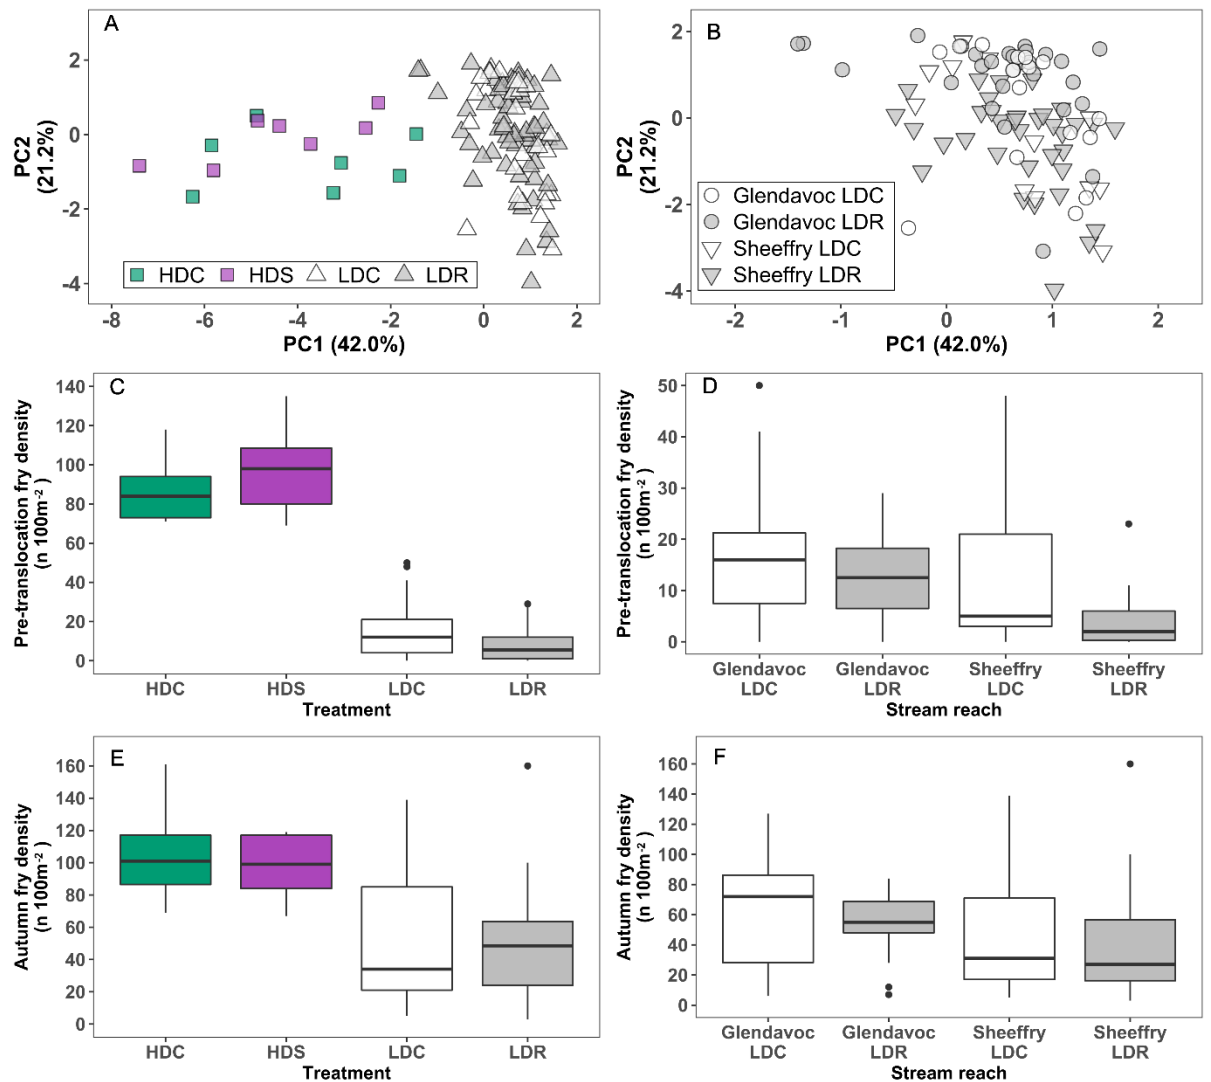 A
PC2
(21.2%)
2
0
-2
-4
HDC HDS LDC LDR
-8 -6 -4 -2 0 2
PC1 (42.0%)
B
PC2
(21.2%)
2
0
-2
-4
Glendavoc LDC
Glendavoc LDR
Sheeffry LDC
Sheeffry LDR
-2 -1 0 1 2
PC1 (42.0%)
C
Pre-translocation fry density
(n 100m⁻² )
140
120
100
80
60
40
20
0
HDC HDS LDC LDR
Treatment
D
Pre-translocation fry density
(n 100m⁻² )
50
40
30
20
10
0
Glendavoc Glendavoc Sheeffry Sheeffry
LDC LDR LDC LDR
Stream reach
E
Autumn fry density
(n 100m⁻² )
160
140
120
100
80
60
40
20
0
HDC HDS LDC LDR
Treatment
F
Autumn fry density
(n 100m⁻² )
160
140
120
100
80
60
40
20
0
Glendavoc Glendavoc Sheeffry Sheeffry
LDC LDR LDC LDR
Stream reach